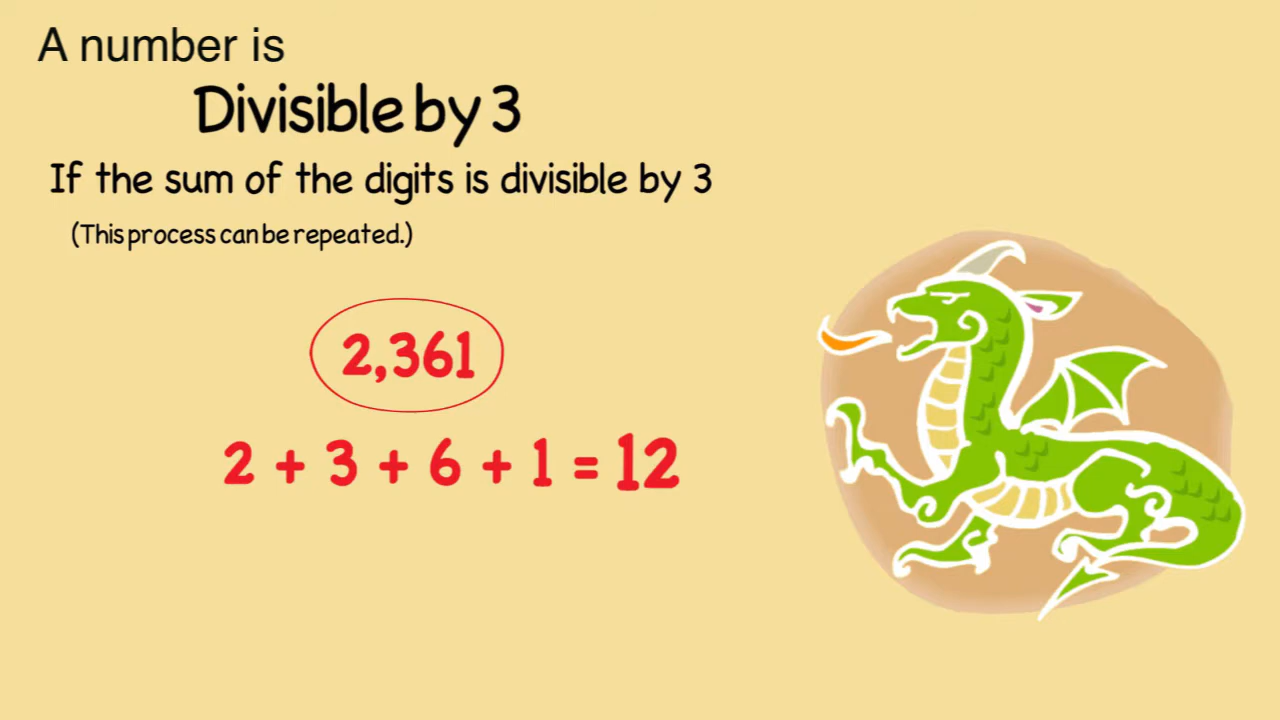 A number is
Divisible by 3
If the sum of the digits is divisible by 3
(This process can be repeated.)
2,361
2 + 3 + 6 + 1 = 12